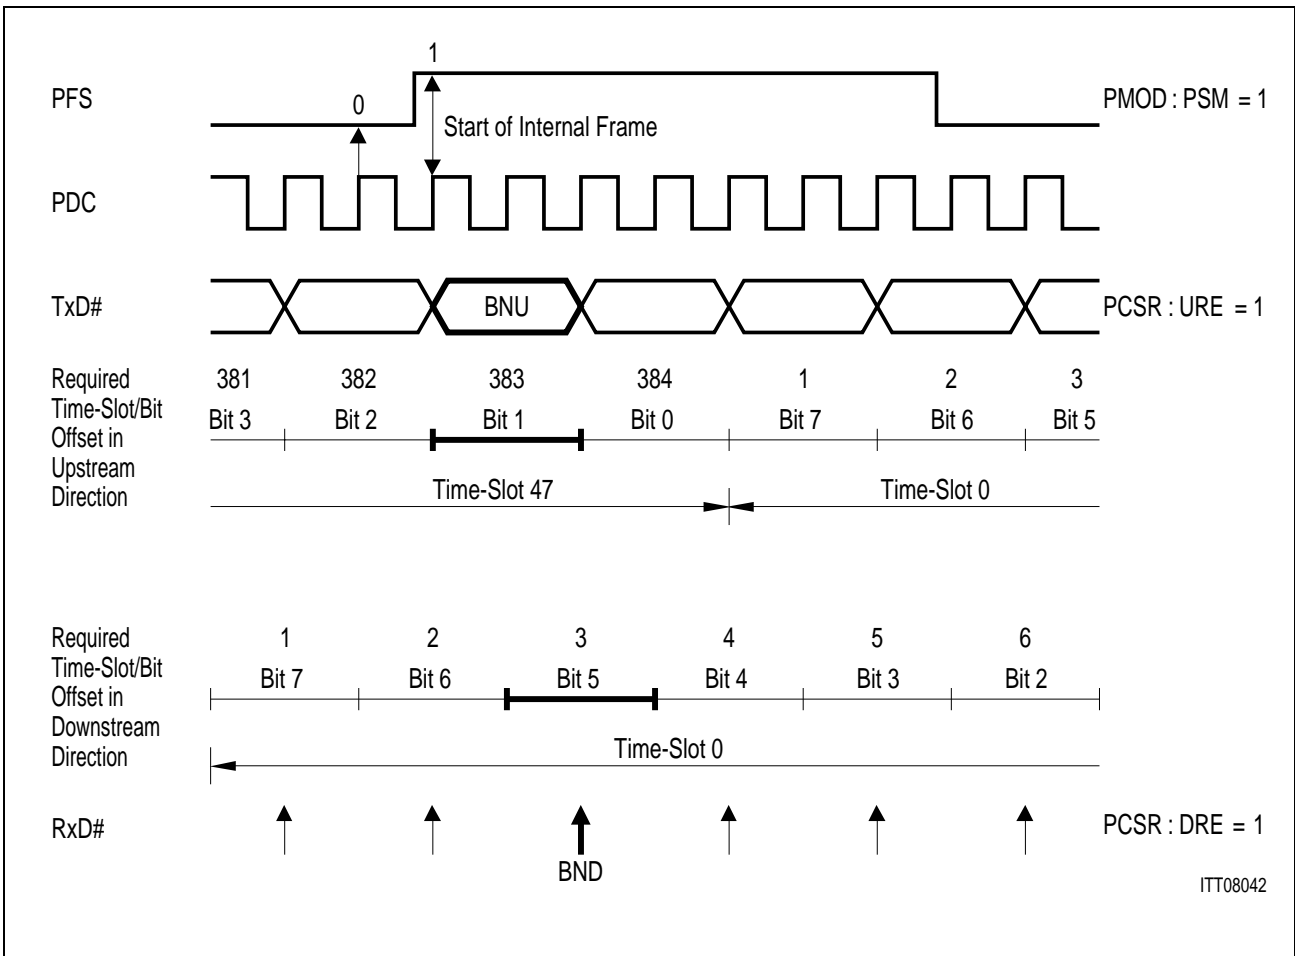 1
PFS
0
PMOD : PSM = 1
Start of Internal Frame
PDC
TxD#
BNU
PCSR : URE = 1
Required
Time-Slot/Bit
Offset in
Upstream
Direction
381 382 383 384 1 2 3
Bit 3 Bit 2 Bit 1 Bit 0 Bit 7 Bit 6 Bit 5
Time-Slot 47 Time-Slot 0
Required
Time-Slot/Bit
Offset in
Downstream
Direction
1 2 3 4 5 6
Bit 7 Bit 6 Bit 5 Bit 4 Bit 3 Bit 2
Time-Slot 0
RxD#
PCSR : DRE = 1
BND
ITT08042